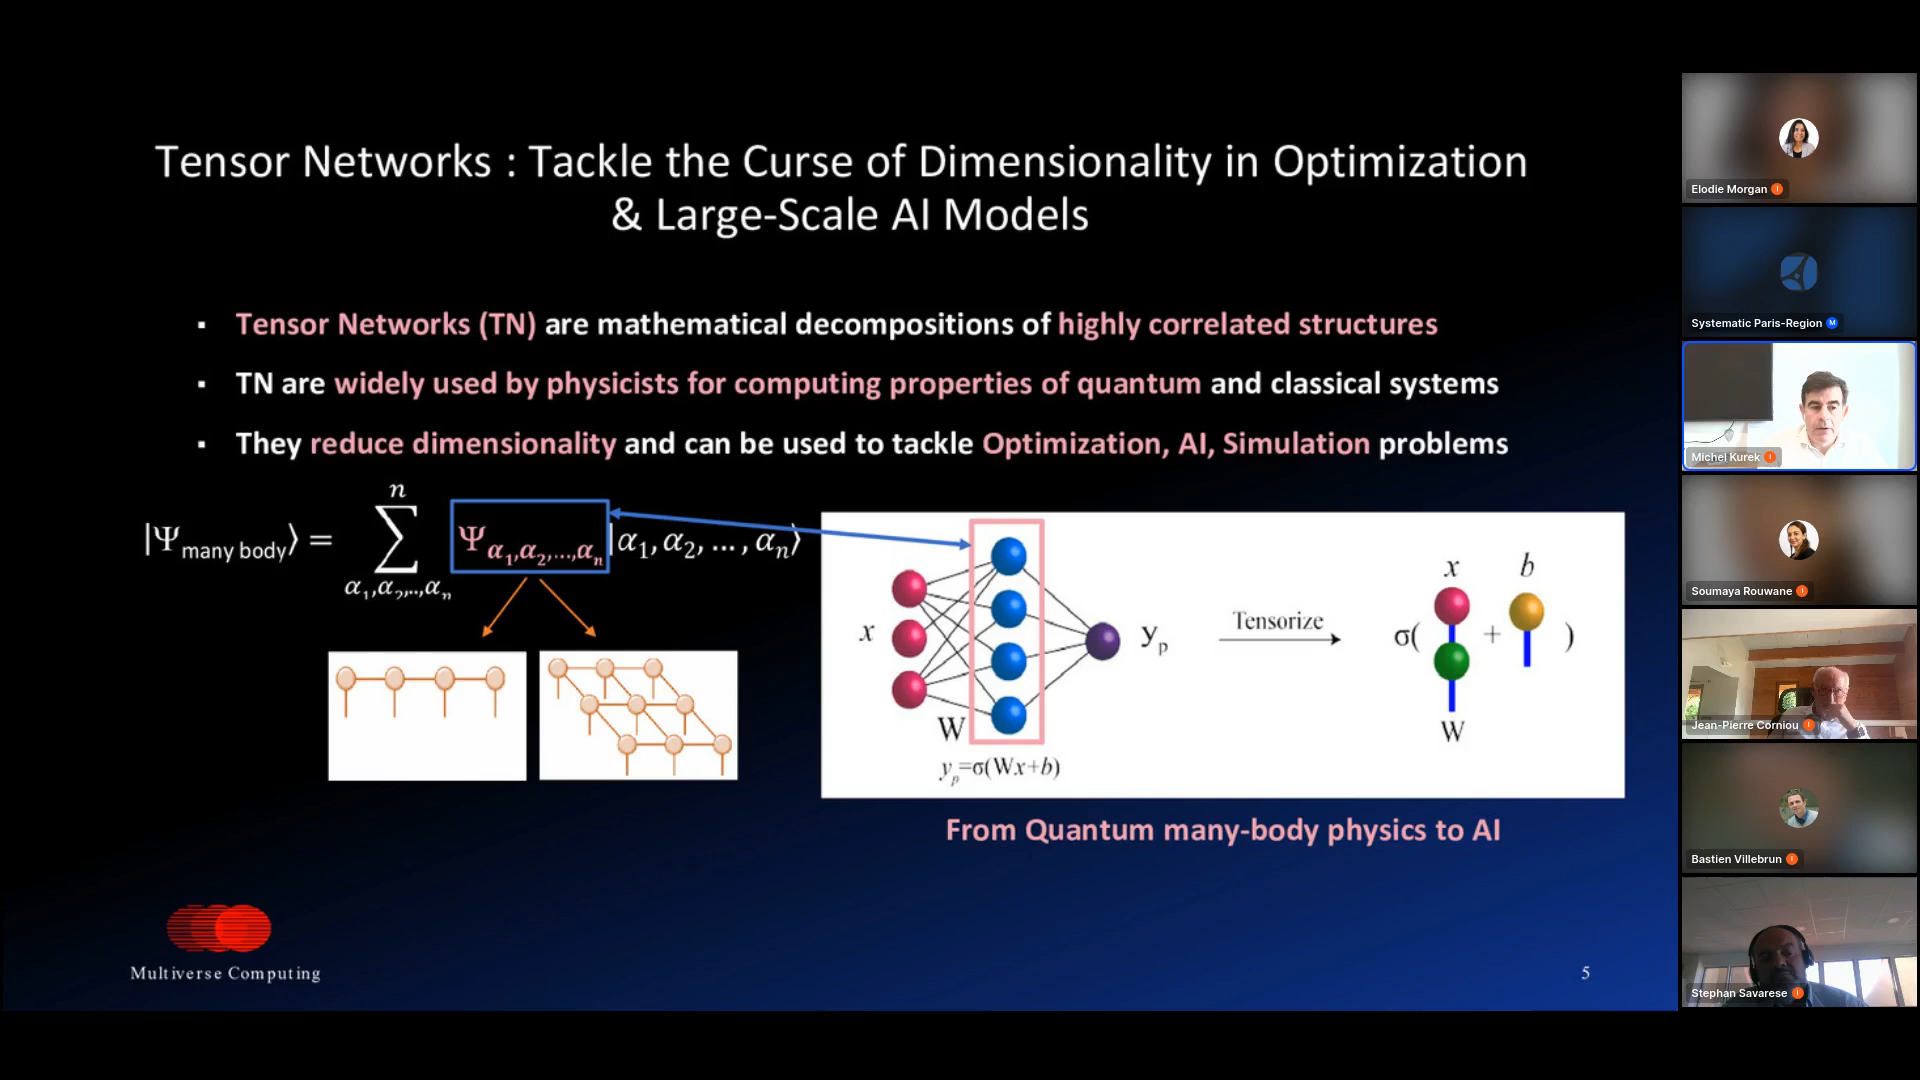 Tensor Networks : Tackle the Curse of Dimensionality in Optimization
& Large-Scale AI Models
▪ Tensor Networks (TN) are mathematical decompositions of highly correlated structures
▪ TN are widely used by physicists for computing properties of quantum and classical systems
▪ They reduce dimensionality and can be used to tackle Optimization, AI, Simulation problems
n
|Ψmany body⟩ = ∑ Ψα1,α2,...,αn |α1, α2, ... , αn⟩
α1,α2,..,αn
x
W
yp
yp=σ(Wx+b)
Tensorize
x b
σ( + )
W
From Quantum many-body physics to AI
Multiverse Computing
5
Elodie Morgan
Systematic Paris-Region M
Michel Kurek
Soumaya Rouwane
Jean-Pierre Corniou
Bastien Villebrun
Stephan Savarese